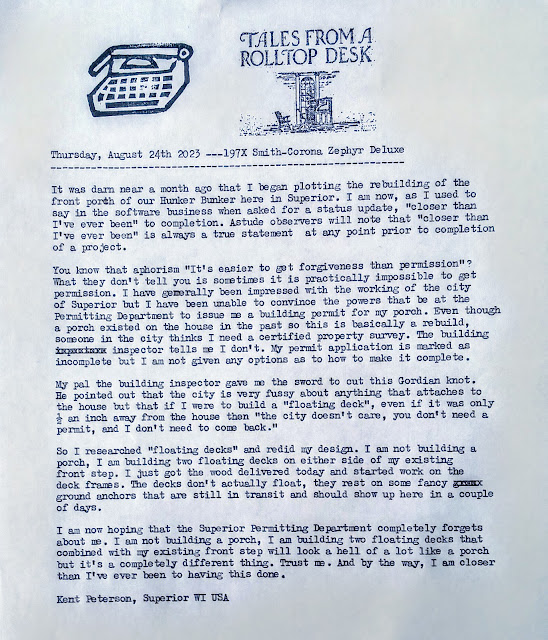 TALES FROM A
ROLLTOP DESK
Thursday, August 24th 2023 ---197X Smith-Corona Zephyr Deluxe
-------------------------------------------------------------
It was darn near a month ago that I began plotting the rebuilding of the
front porch of our Hunker Bunker here in Superior. I am now, as I used to
say in the software business when asked for a status update, "closer than
I've ever been" to completion. Astude observers will note that "closer than
I've ever been" is always a true statement at any point prior to completion
of a project.
You know that aphorism "It's easier to get forgiveness than permission"?
What they don't tell you is sometimes it is practically impossible to get
permission. I have generally been impressed with the working of the city
of Superior but I have been unable to convince the powers that be at the
Permitting Department to issue me a building permit for my porch. Even though
a porch existed on the house in the past so this is basically a rebuild,
someone in the city thinks I need a certified property survey. The building
inspector tells me I don't. My permit application is marked as
incomplete but I am not given any options as to how to make it complete.
My pal the building inspector gave me the sword to cut this Gordian knot.
He pointed out that the city is very fussy about anything that attaches to
the house but that if I were to build a "floating deck", even if it was only
½ an inch away from the house than "the city doesn't care, you don't need a
permit, and I don't need to come back."
So I researched "floating decks" and redid my design. I am not building a
porch, I am building two floating decks on either side of my existing
front step. I just got the wood delivered today and started work on the
deck frames. The decks don't actually float, they rest on some fancy
ground anchors that are still in transit and should show up here in a couple
of days.
I am now hoping that the Superior Permitting Department completely forgets
about me. I am not building a porch, I am building two floating decks that
combined with my existing front step will look a hell of a lot like a porch
but it's a completely different thing. Trust me. And by the way, I am closer
than I've ever been to having this done.
Kent Peterson, Superior WI USA